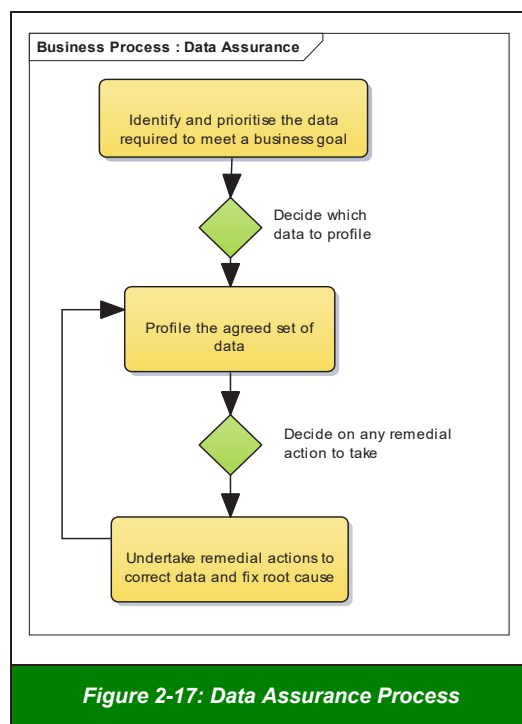 Business Process : Data Assurance
Identify and prioritise the data
required to meet a business goal
Decide which
data to profile
Profile the agreed set of
data
Decide on any remedial
action to take
Undertake remedial actions to
correct data and fix root cause
Figure 2-17: Data Assurance Process